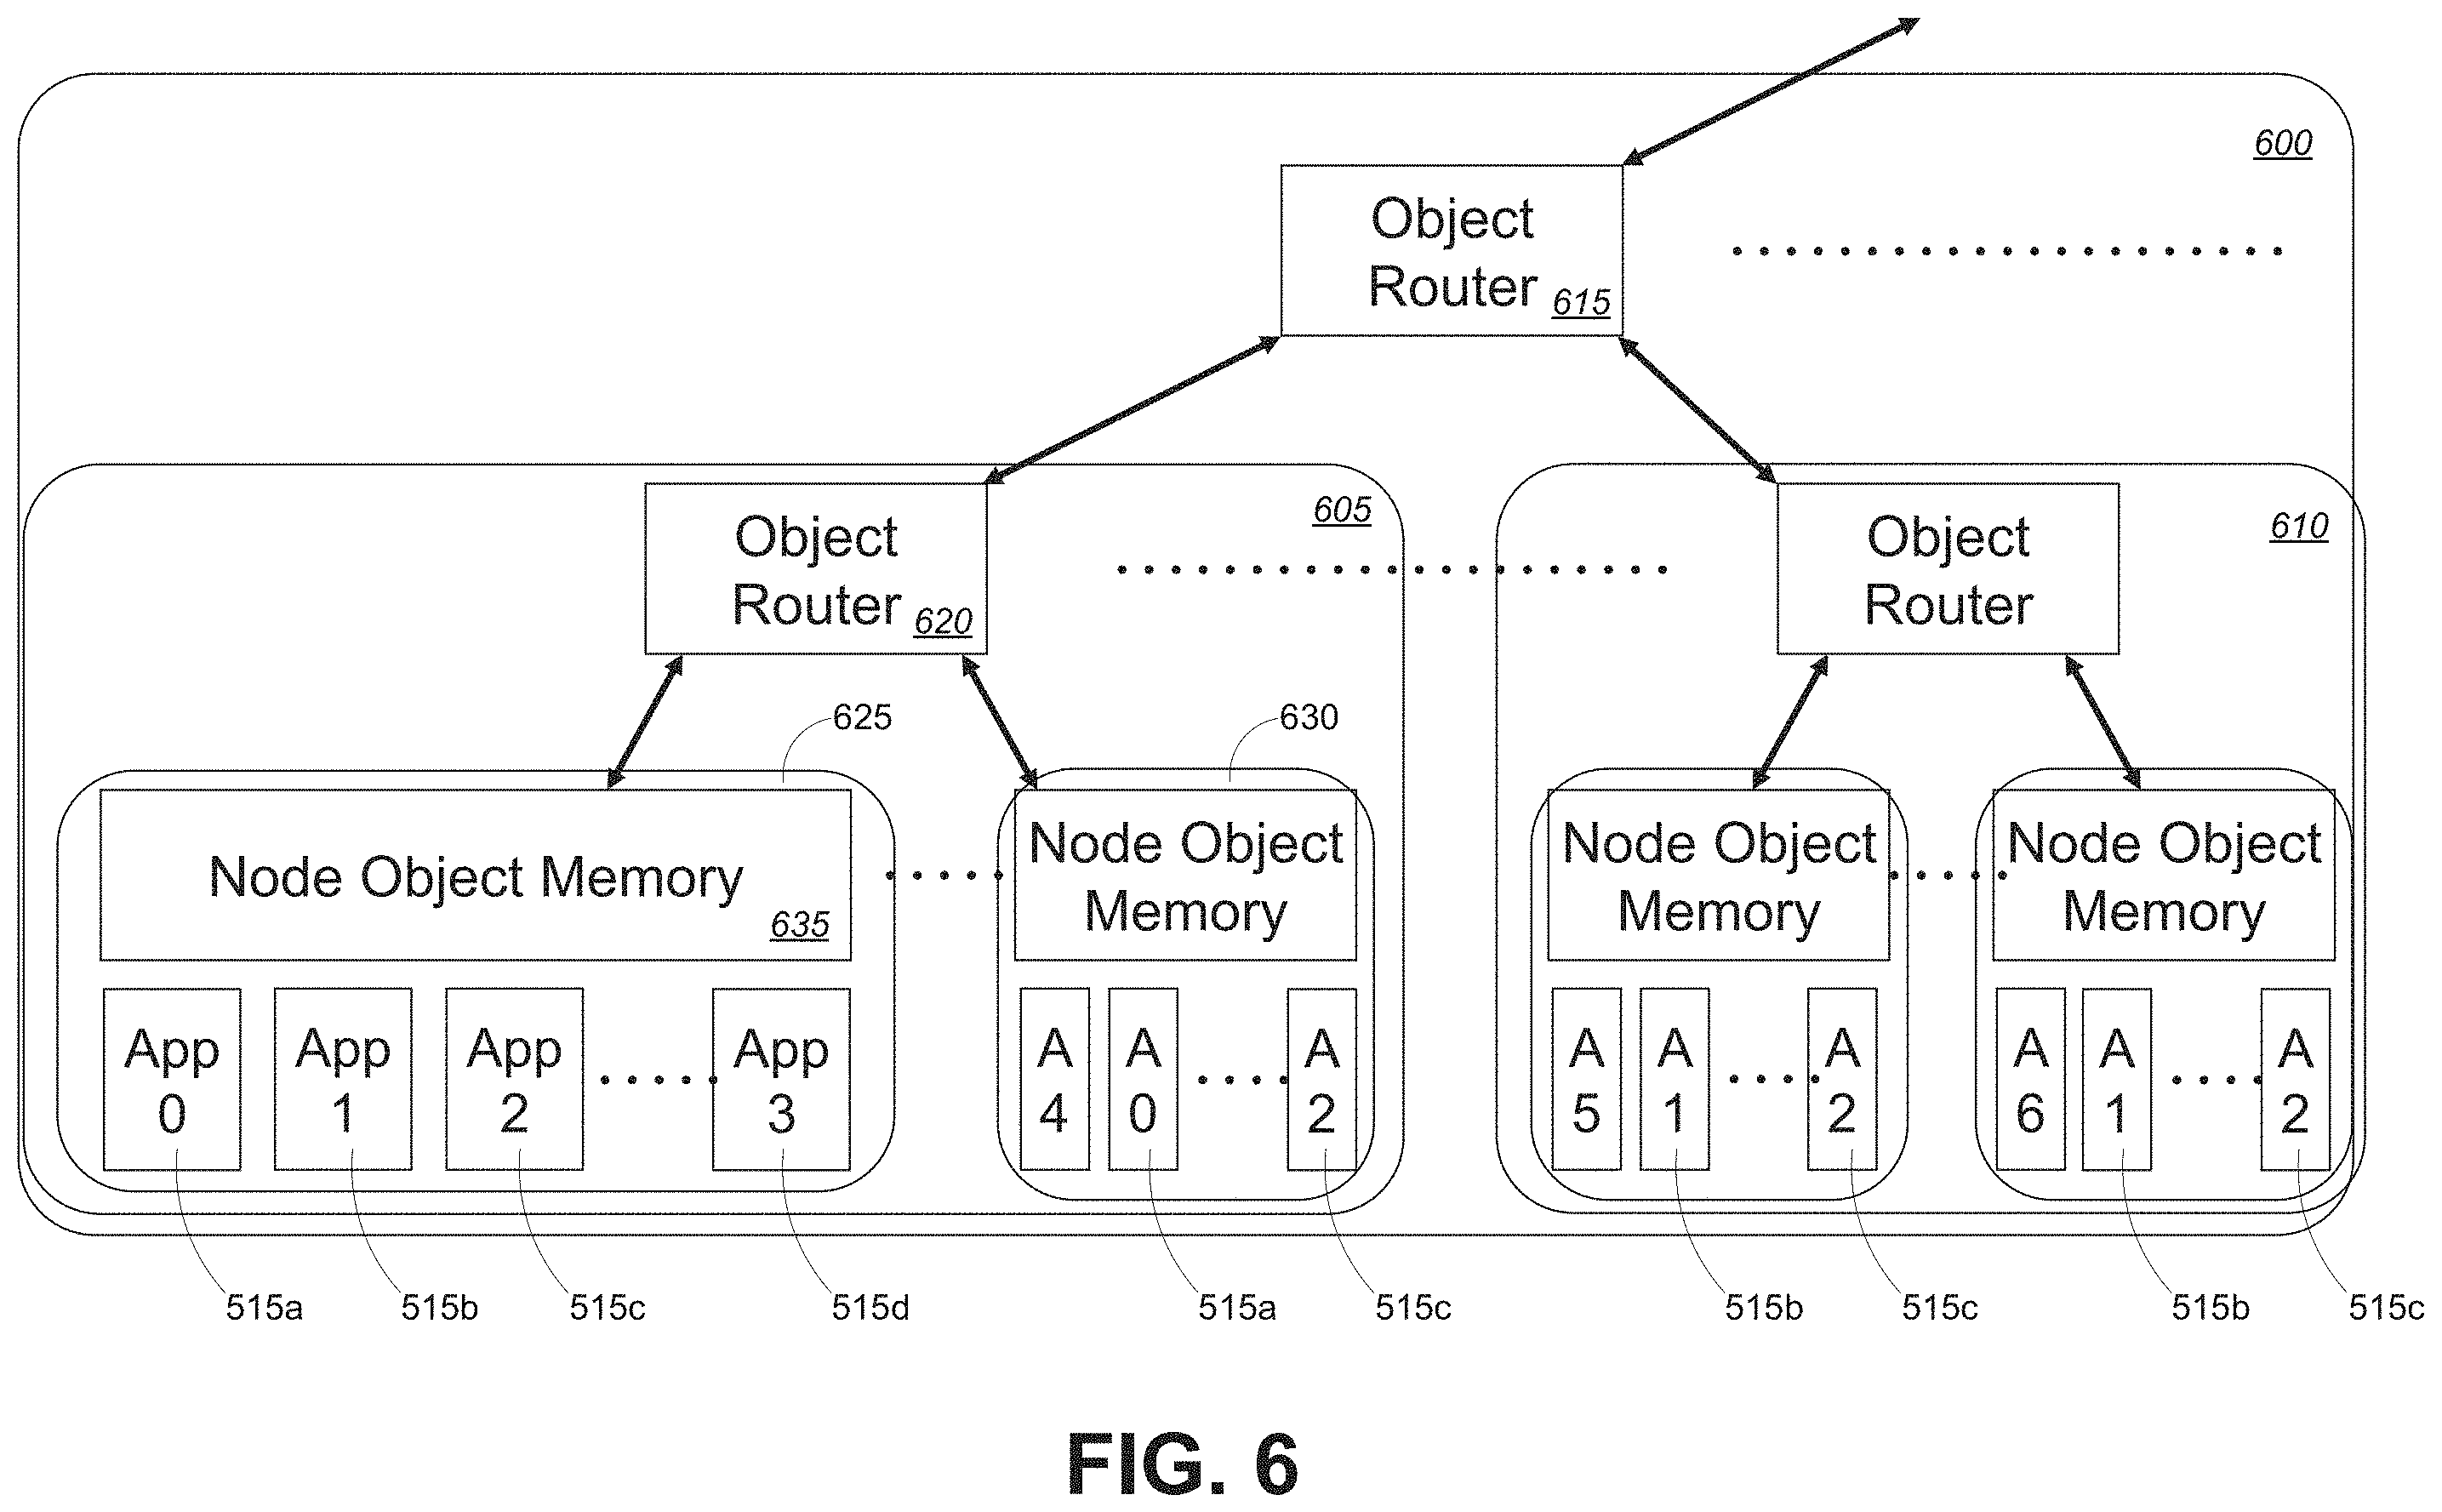 600
Object
Router 615
605
610
Object
Router 620
Object
Router
625
630
Node Object Memory
635
Node Object
Memory
Node Object
Memory
Node Object
Memory
App
0
App
1
App
2
App
3
A
4
A
0
A
2
A
5
A
1
A
2
A
6
A
1
A
2
515a
515b
515c
515d
515a
515c
515b
515c
515b
515c
FIG. 6